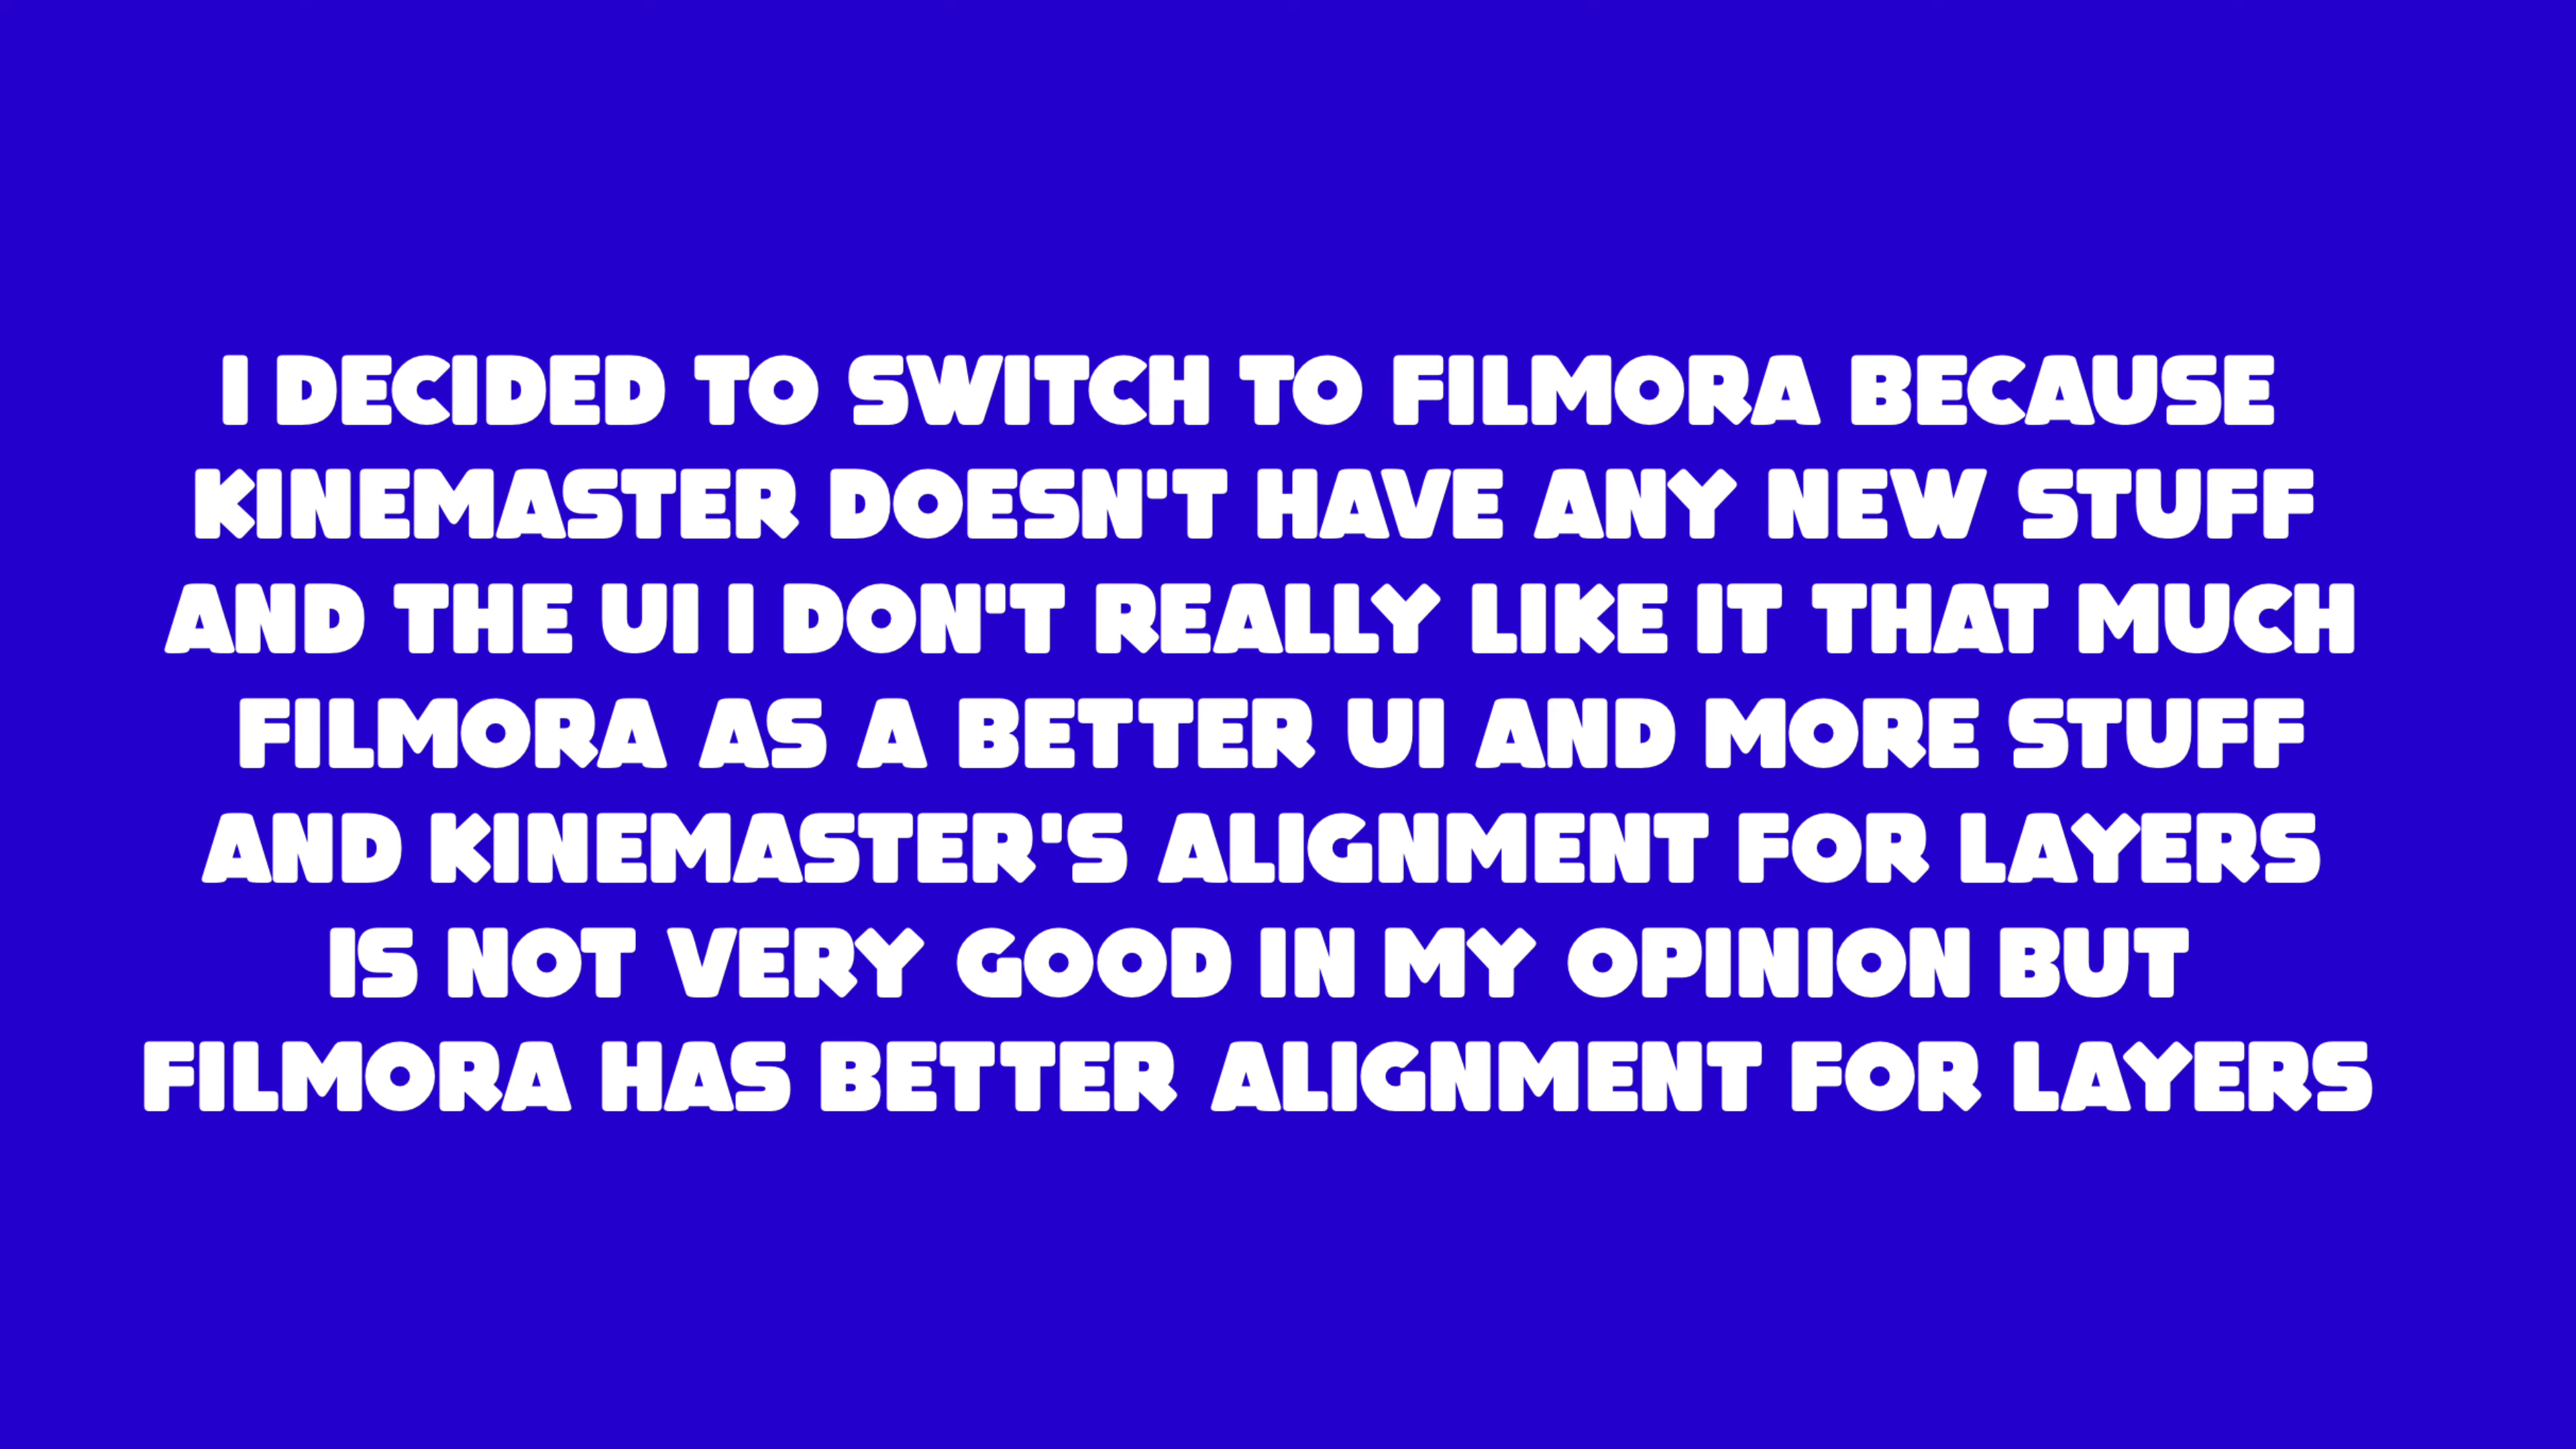 I DECIDED TO SWITCH TO FILMORA BECAUSE
KINEMASTER DOESN'T HAVE ANY NEW STUFF
AND THE UI I DON'T REALLY LIKE IT THAT MUCH
FILMORA AS A BETTER UI AND MORE STUFF
AND KINEMASTER'S ALIGNMENT FOR LAYERS
IS NOT VERY GOOD IN MY OPINION BUT
FILMORA HAS BETTER ALIGNMENT FOR LAYERS